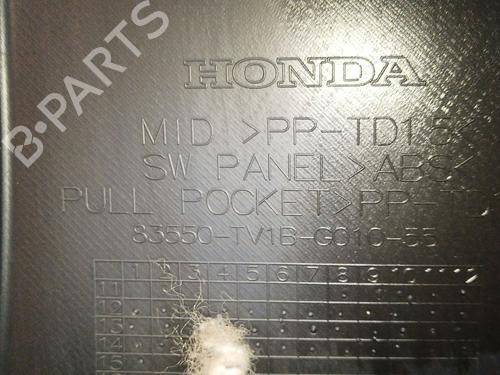 B-PARTS
HONDA
MID >PP-TD15<
SW PANEL >ABS<
PULL POCKET >PP-TD
83550-TV1B-G010-55
1 2 3 4 5 6 7 8 9 10 11 12
11
12
13
14
15